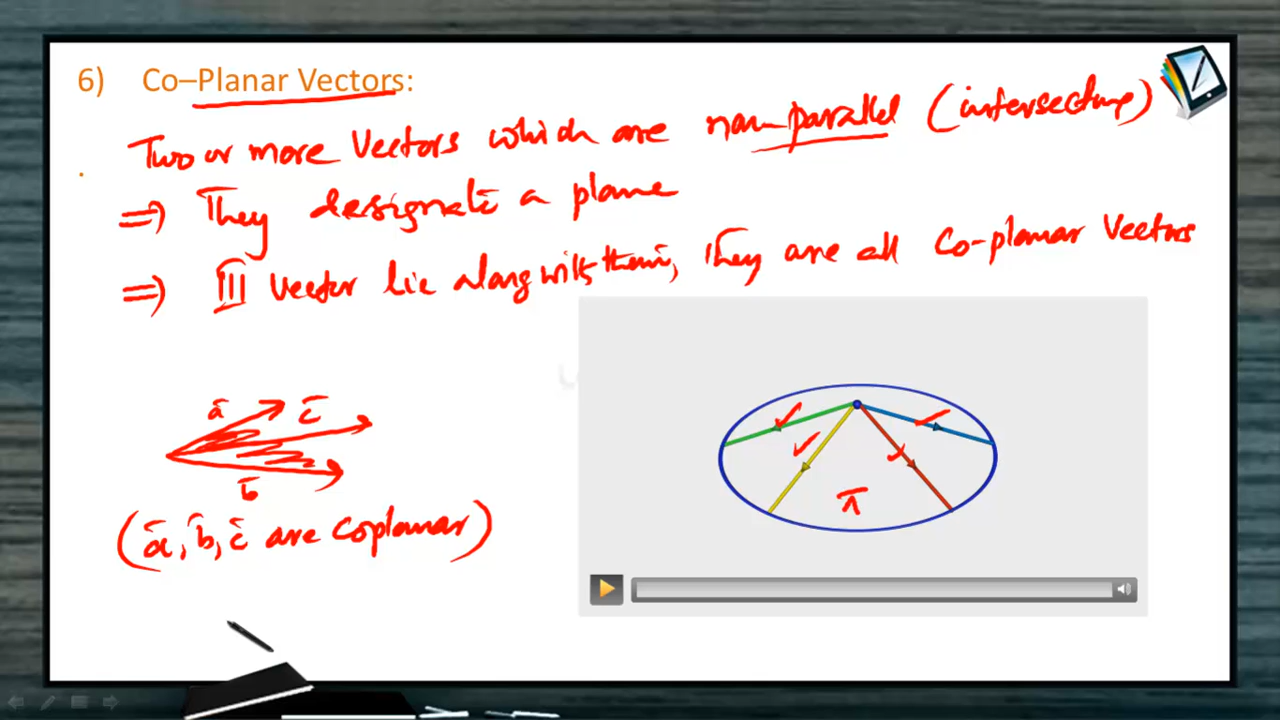 6) Co–Planar Vectors:
Two or more Vectors which are non parallel (intersecting)
⇒ They designate a plane
⇒ III Vector lie along with them, They are all Co-planar Vectors
ā c̄
b̄
(ā, b̄, c̄ are coplanar)
π